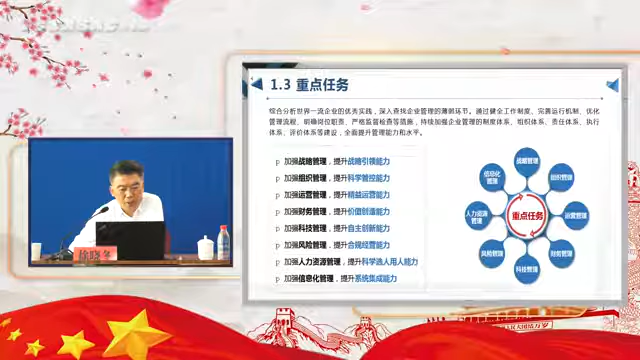 1.3 重点任务
综合分析世界一流企业的优秀实践，深入查找企业管理的薄弱环节。通过健全工作制度、完善运行机制、优化
管理流程、明确岗位职责、严格监督检查等措施，持续加强企业管理的制度体系、组织体系、责任体系、执行
体系、评价体系等建设，全面提升管理能力和水平。
p 加强战略管理，提升战略引领能力
p 加强组织管理，提升科学管控能力
p 加强运营管理，提升精益运营能力
p 加强财务管理，提升价值创造能力
p 加强科技管理，提升自主创新能力
p 加强风险管理，提升合规经营能力
p 加强人力资源管理，提升科学选人用人能力
p 加强信息化管理，提升系统集成能力
战略管理
组织管理
运营管理
财务管理
科技管理
风险管理
人力资源
管理
信息化
管理
重点任务